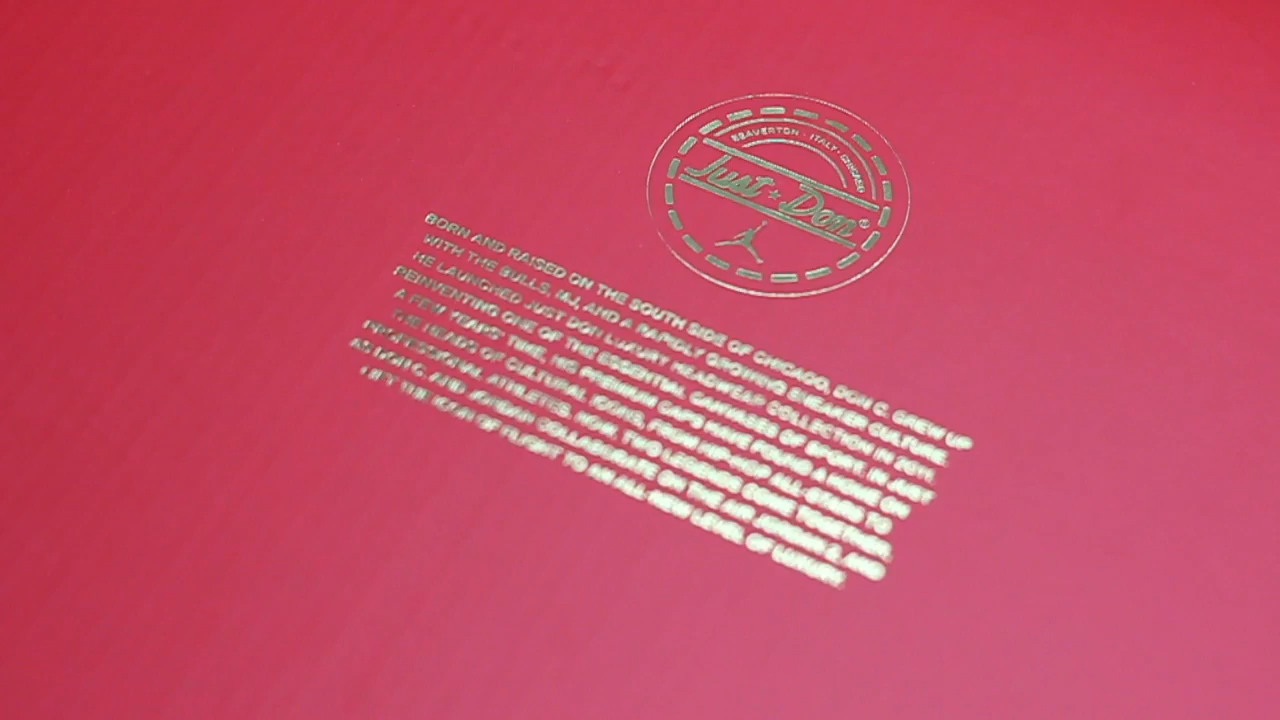 BEAVERTON · ITALY · CHICAGO
Just ★ Don®
BORN AND RAISED ON THE SOUTH SIDE OF CHICAGO, DON C. GREW UP
WITH THE BULLS, MJ, AND A RAPIDLY GROWING SNEAKER CULTURE.
HE LAUNCHED JUST DON LUXURY HEADWEAR COLLECTION IN 2011,
REINVENTING ONE OF THE ESSENTIAL CANVASES OF SPORT. IN JUST
A FEW YEARS' TIME, HIS PREMIUM CAPS HAVE FOUND A HOME ON
THE HEADS OF CULTURAL ICONS, FROM HIP-HOP ALL-STARS TO
PROFESSIONAL ATHLETES. NOW, TWO LEGENDS COME TOGETHER,
AS DON C. AND JORDAN COLLABORATE ON THE AIR JORDAN 2, AND
LIFT THE ICON OF FLIGHT TO AN ALL-NEW LEVEL OF LUXURY.